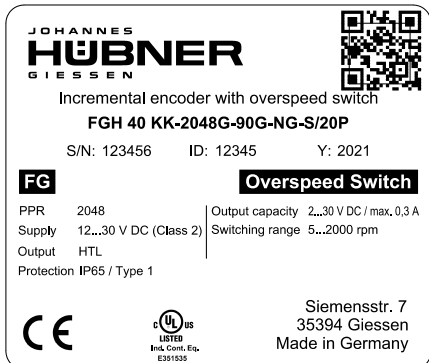 JOHANNES
HÜBNER
GIESSEN
Incremental encoder with overspeed switch
FGH 40 KK-2048G-90G-NG-S/20P
S/N: 123456 ID: 12345 Y: 2021
FG
PPR 2048
Supply 12...30 V DC (Class 2)
Output HTL
Protection IP65 / Type 1
Overspeed Switch
Output capacity 2...30 V DC / max. 0,3 A
Switching range 5...2000 rpm
CE
c UL us
LISTED
Ind. Cont. Eq.
E351535
Siemensstr. 7
35394 Giessen
Made in Germany